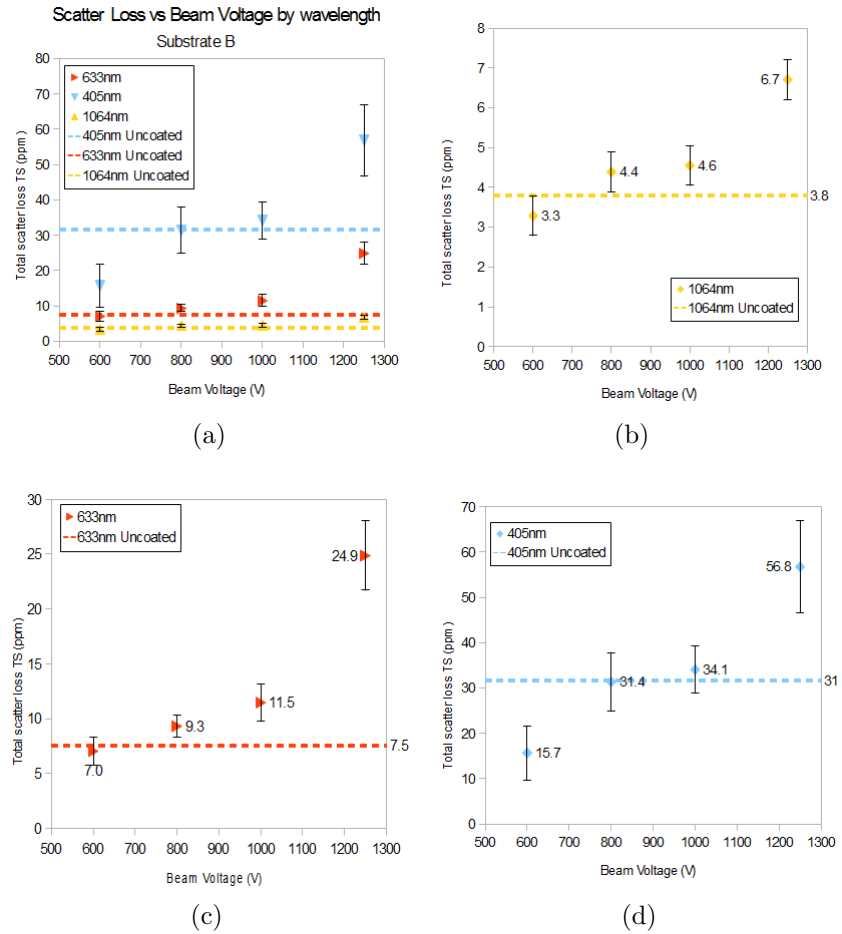 Scatter Loss vs Beam Voltage by wavelength
Substrate B
Total scatter loss TS (ppm)
80
70
60
50
40
30
20
10
0
633nm
405nm
1064nm
405nm Uncoated
633nm Uncoated
1064nm Uncoated
500 600 700 800 900 1000 1100 1200 1300
Beam Voltage (V)
(a)
Total scatter loss TS (ppm)
8
7
6
5
4
3
2
1
0
6.7
4.4
4.6
3.3
3.8
1064nm
1064nm Uncoated
500 600 700 800 900 1000 1100 1200 1300
Beam Voltage (V)
(b)
Total scatter loss TS (ppm)
30
25
20
15
10
5
0
633nm
633nm Uncoated
24.9
11.5
9.3
7.0
7.5
500 600 700 800 900 1000 1100 1200 1300
Beam Voltage (V)
(c)
Total scatter loss TS (ppm)
70
60
50
40
30
20
10
0
405nm
405nm Uncoated
56.8
34.1
31.4
31
15.7
500 600 700 800 900 1000 1100 1200 1300
Beam Voltage (V)
(d)